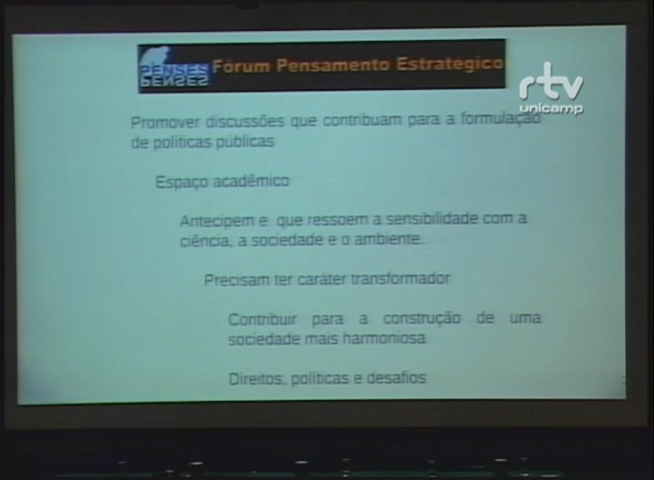 PENSES
PENSES
Fórum Pensamento Estrategico
rtv
unicamp
Promover discussões que contribuam para a formulação
de políticas públicas
Espaço acadêmico
Antecipem e que ressoem a sensibilidade com a
ciência, a sociedade e o ambiente.
Precisam ter caráter transformador
Contribuir para a construção de uma
sociedade mais harmoniosa
Direitos, políticas e desafios